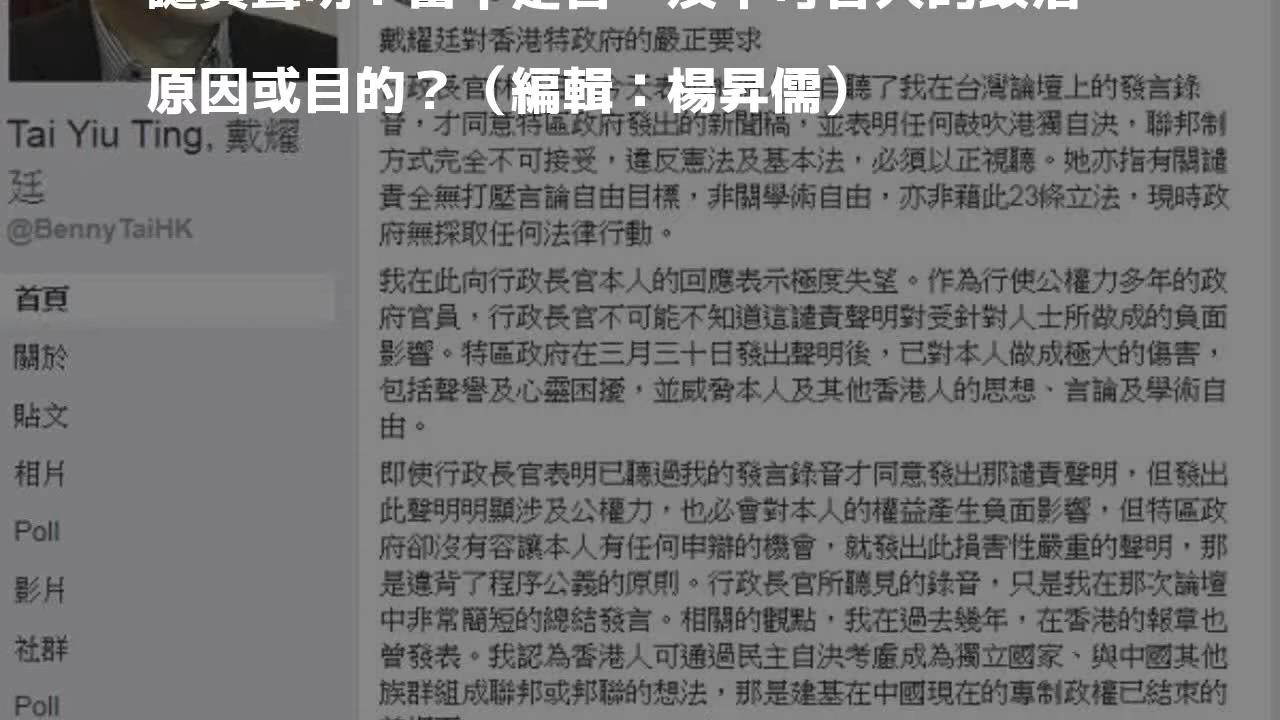 原因或目的？（編輯：楊昇儒）
Tai Yiu Ting, 戴耀
廷
@BennyTaiHK
首頁
關於
貼文
相片
Poll
影片
社群
Poll
戴耀廷對香港特政府的嚴正要求
聽了我在台灣論壇上的發言錄
音，才同意特區政府發出的新聞稿，並表明任何鼓吹港獨自決，聯邦制
方式完全不可接受，違反憲法及基本法，必須以正視聽。她亦指有關譴
責全無打壓言論自由目標，非關學術自由，亦非藉此23條立法，現時政
府無採取任何法律行動。
我在此向行政長官本人的回應表示極度失望。作為行使公權力多年的政
府官員，行政長官不可能不知道這譴責聲明對受針對人士所做成的負面
影響。特區政府在三月三十日發出聲明後，已對本人做成極大的傷害，
包括聲譽及心靈困擾，並威脅本人及其他香港人的思想、言論及學術自
由。
即使行政長官表明已聽過我的發言錄音才同意發出那譴責聲明，但發出
此聲明明顯涉及公權力，也必會對本人的權益產生負面影響，但特區政
府卻沒有容讓本人有任何申辯的機會，就發出此損害性嚴重的聲明，那
是違背了程序公義的原則。行政長官所聽見的錄音，只是我在那次論壇
中非常簡短的總結發言。相關的觀點，我在過去幾年，在香港的報章也
曾發表。我認為香港人可通過民主自決考慮成為獨立國家、與中國其他
族群組成聯邦或邦聯的想法，那是建基在中國現在的專制政權已結束的